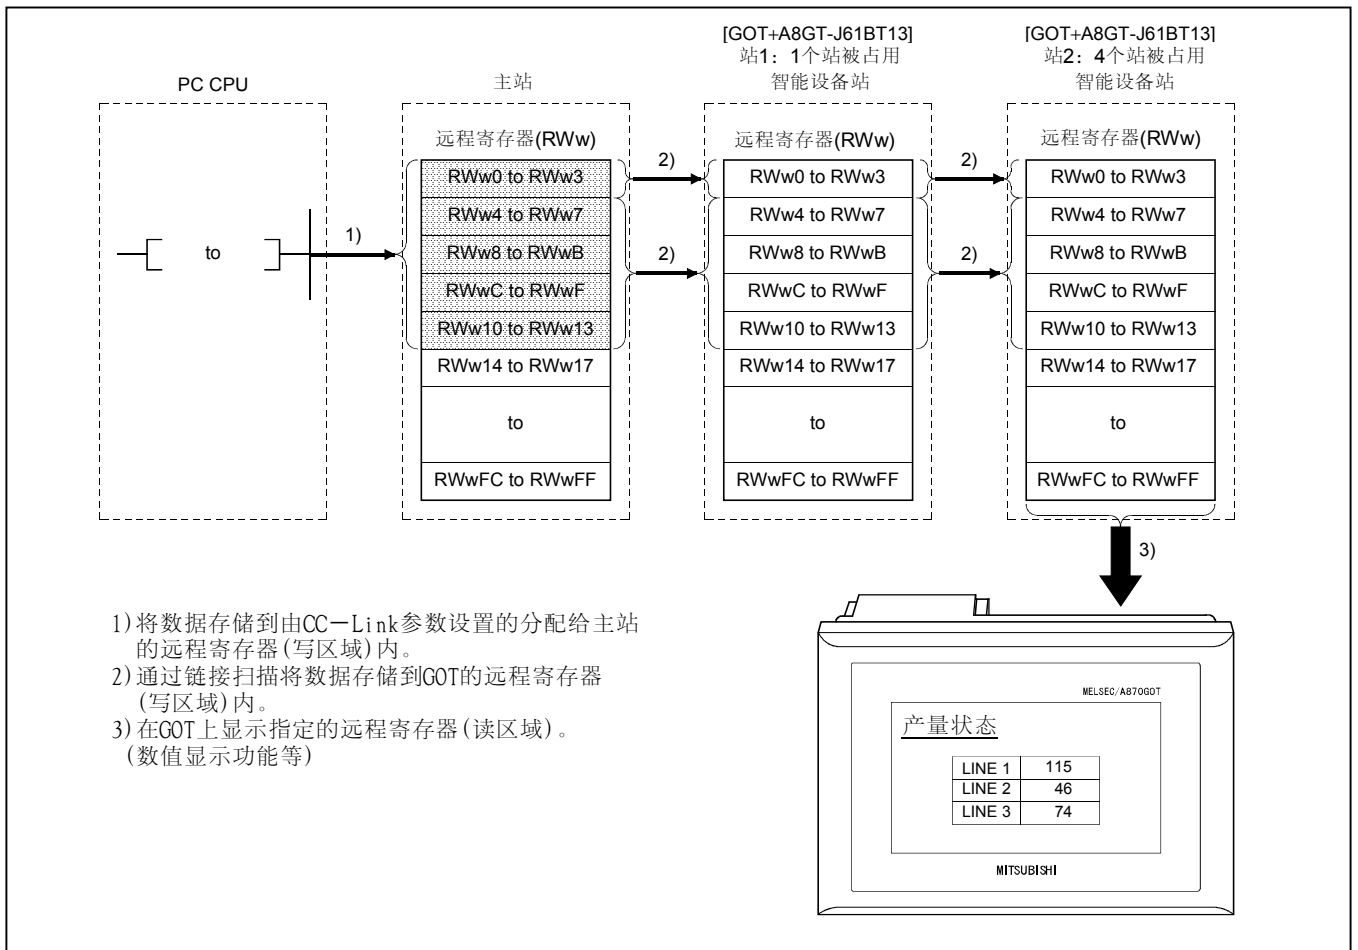 [GOT+A8GT-J61BT13]
站1：1个站被占用
智能设备站
[GOT+A8GT-J61BT13]
站2：4个站被占用
智能设备站
PC CPU
主站
远程寄存器(RWw)
远程寄存器(RWw)
远程寄存器(RWw)
to
1)
RWw0 to RWw3
RWw4 to RWw7
RWw8 to RWwB
RWwC to RWwF
RWw10 to RWw13
RWw14 to RWw17
to
RWwFC to RWwFF
2)
2)
RWw0 to RWw3
RWw4 to RWw7
RWw8 to RWwB
RWwC to RWwF
RWw10 to RWw13
RWw14 to RWw17
to
RWwFC to RWwFF
2)
2)
RWw0 to RWw3
RWw4 to RWw7
RWw8 to RWwB
RWwC to RWwF
RWw10 to RWw13
RWw14 to RWw17
to
RWwFC to RWwFF
3)
1)将数据存储到由CC－Link参数设置的分配给主站
的远程寄存器(写区域)内。
2)通过链接扫描将数据存储到GOT的远程寄存器
(写区域)内。
3)在GOT上显示指定的远程寄存器(读区域)。
(数值显示功能等)
MELSEC/A870GOT
产量状态
LINE 1 115
LINE 2 46
LINE 3 74
MITSUBISHI